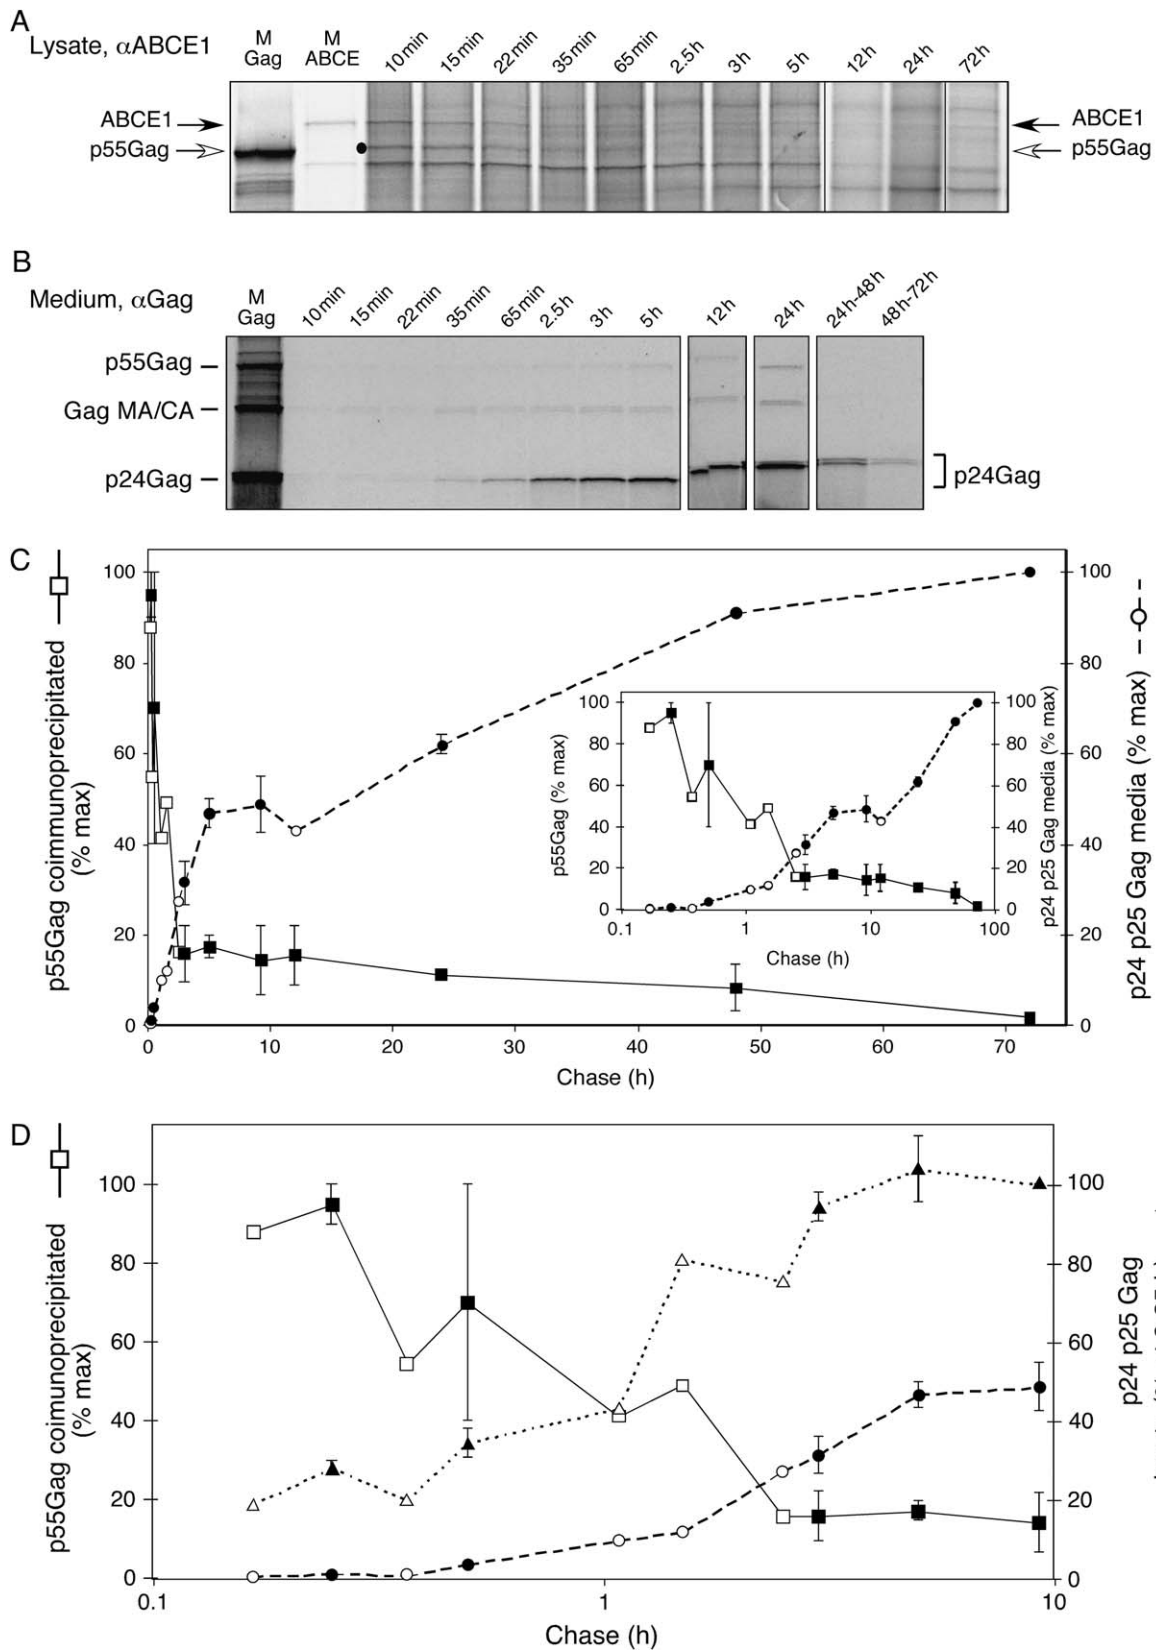 A
Lysate, αABCE1
M
Gag
M
ABCE
10min
15min
22min
35min
65min
2.5h
3h
5h
12h
24h
72h
ABCE1
p55Gag
ABCE1
p55Gag
B
Medium, αGag
M
Gag
10min
15min
22min
35min
65min
2.5h
3h
5h
12h
24h
24h-48h
48h-72h
p55Gag
Gag MA/CA
p24Gag
p24Gag
C
p55Gag coimmunoprecipitated
(% max)
100
80
60
40
20
0
0
10
20
30
40
50
60
70
Chase (h)
100
80
60
40
20
0
p24 p25 Gag media (% max)
p55Gag (% max)
100
80
60
40
20
0
0.1
1
10
100
Chase (h)
100
80
60
40
20
0
p24 p25 Gag media (% max)
D
p55Gag coimunoprecipitated
(% max)
100
80
60
40
20
0
0.1
1
10
Chase (h)
100
80
60
40
20
0
p24 p25 Gag